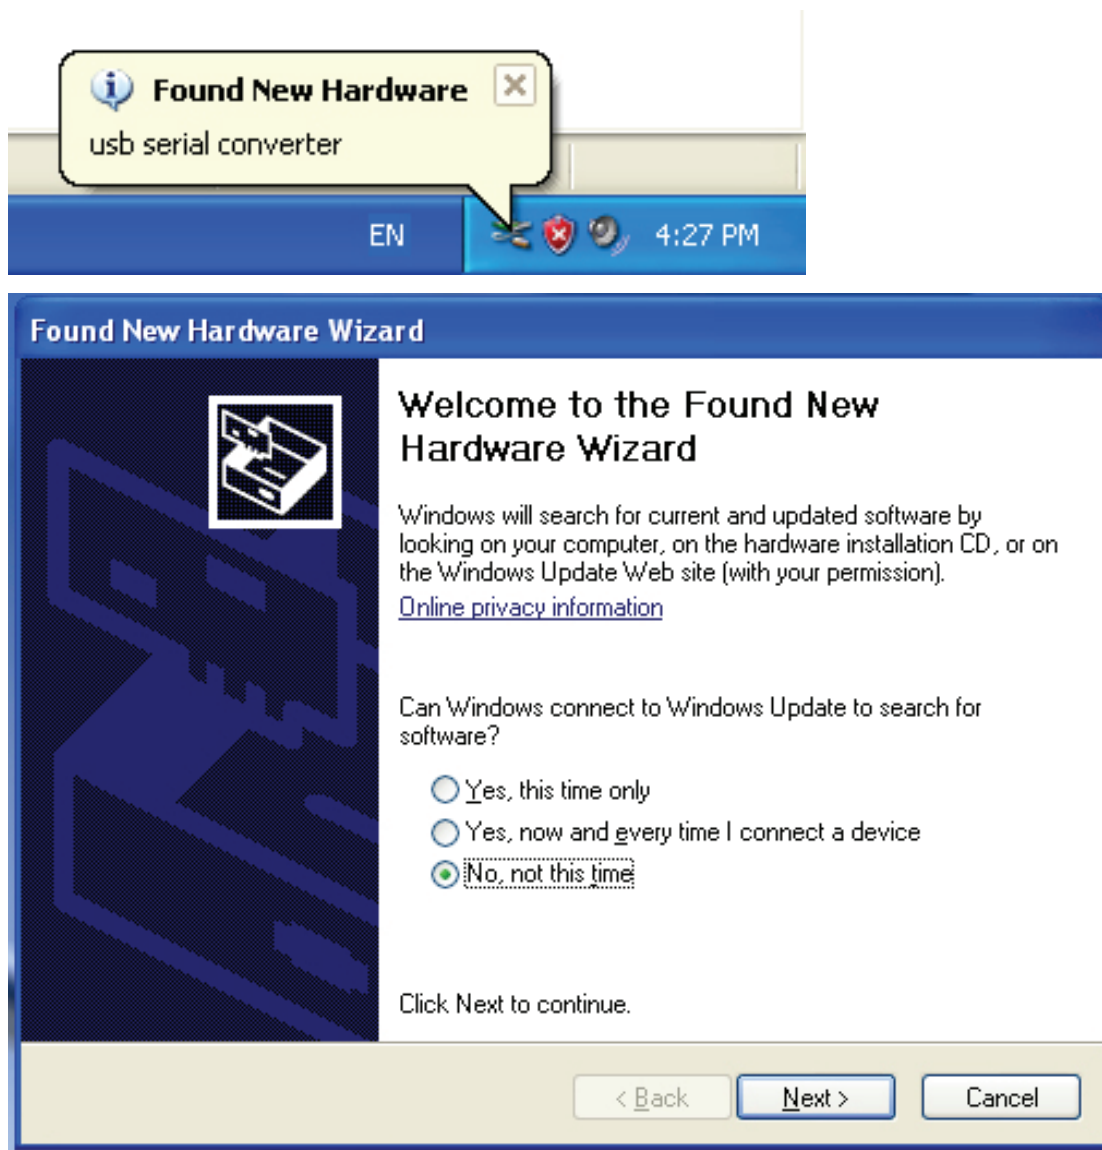 Found New Hardware
usb serial converter
EN
4:27 PM
Found New Hardware Wizard
Welcome to the Found New
Hardware Wizard
Windows will search for current and updated software by
looking on your computer, on the hardware installation CD, or on
the Windows Update Web site (with your permission).
Online privacy information
Can Windows connect to Windows Update to search for
software?
Yes, this time only
Yes, now and every time I connect a device
No, not this time
Click Next to continue.
< Back
Next >
Cancel